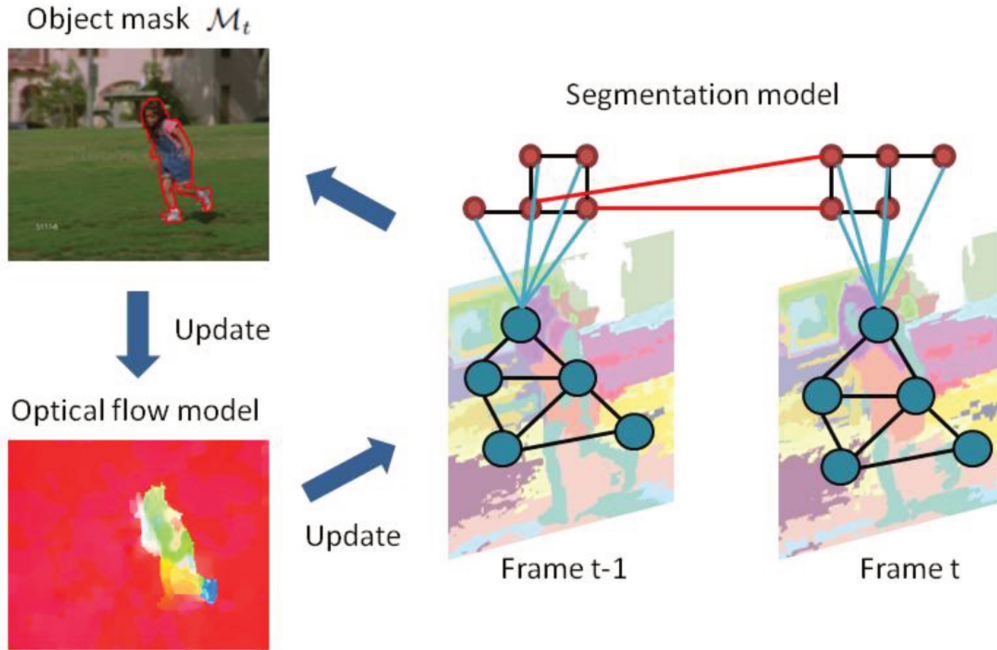 Object mask 𝓜ₜ
Segmentation model
Update
Optical flow model
Update
Frame t-1
Frame t